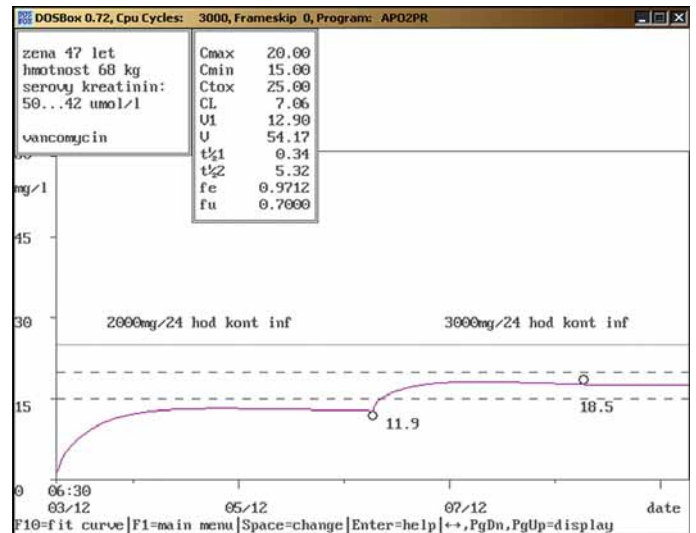 DOSBox 0.72, Cpu Cycles: 3000, Frameskip 0, Program: APO2PR
zena 47 let
hmotnost 68 kg
serovy kreatinin:
50...42 umol/l
vancomycin
Cmax 20.00
Cmin 15.00
Ctox 25.00
CL 7.06
V1 12.90
V 54.17
t½1 0.34
t½2 5.32
fe 0.9712
fu 0.7000
mg/l
45
30
2000mg/24 hod kont inf
3000mg/24 hod kont inf
15
11.9
18.5
0
06:30
03/12
05/12
07/12
date
F10=fit curve|F1=main menu|Space=change|Enter=help|↔,PgDn,PgUp=display